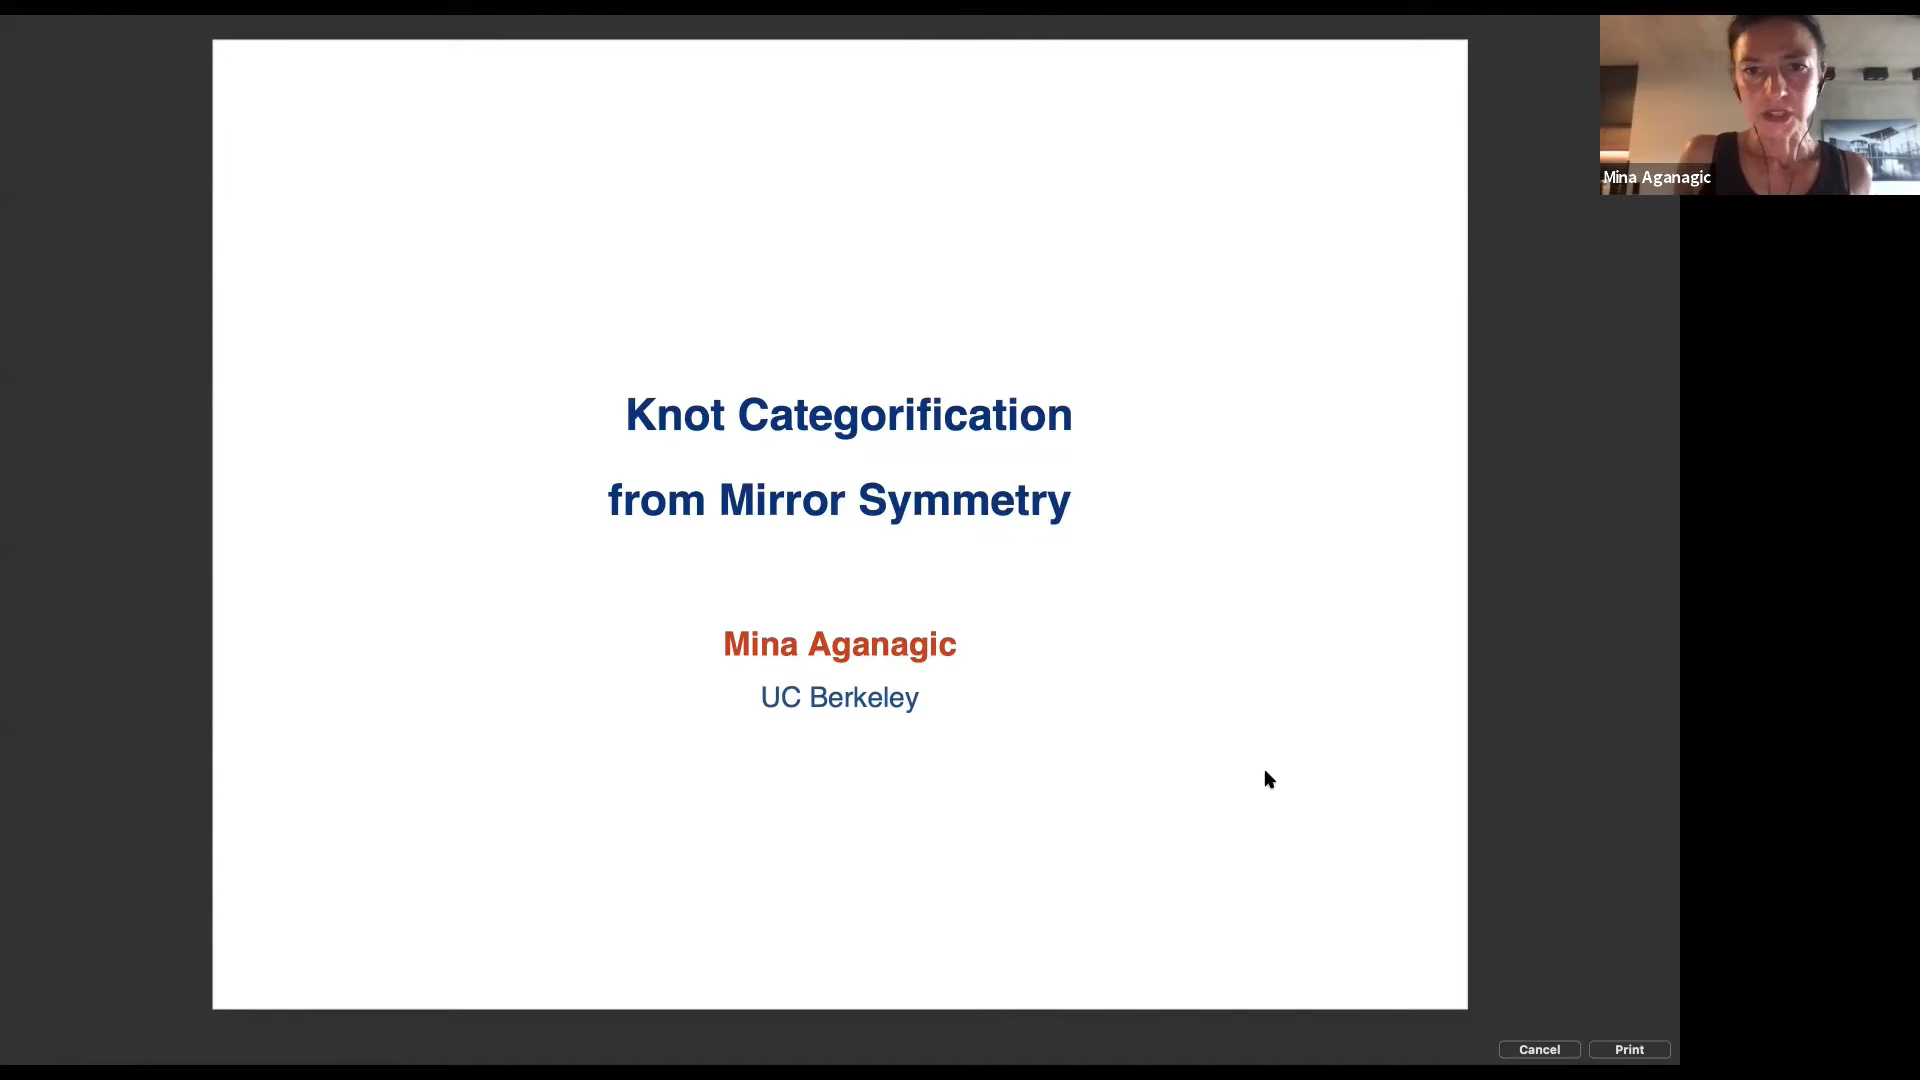 Knot Categorification
from Mirror Symmetry
Mina Aganagic
UC Berkeley
Mina Aganagic
Cancel
Print